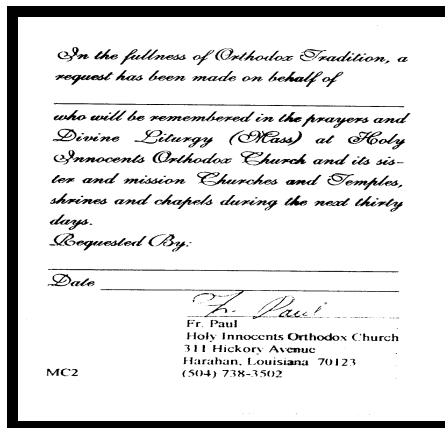 In the fullness of Orthodox Tradition, a
request has been made on behalf of
who will be remembered in the prayers and
Divine Liturgy (Mass) at Holy
Innocents Orthodox Church and its sis-
ter and mission Churches and Temples,
shrines and chapels during the next thirty
days.
Requested By:
Date
Fr. Paul
Fr. Paul
Holy Innocents Orthodox Church
311 Hickory Avenue
Harahan, Louisiana 70123
MC2 (504) 738-3502